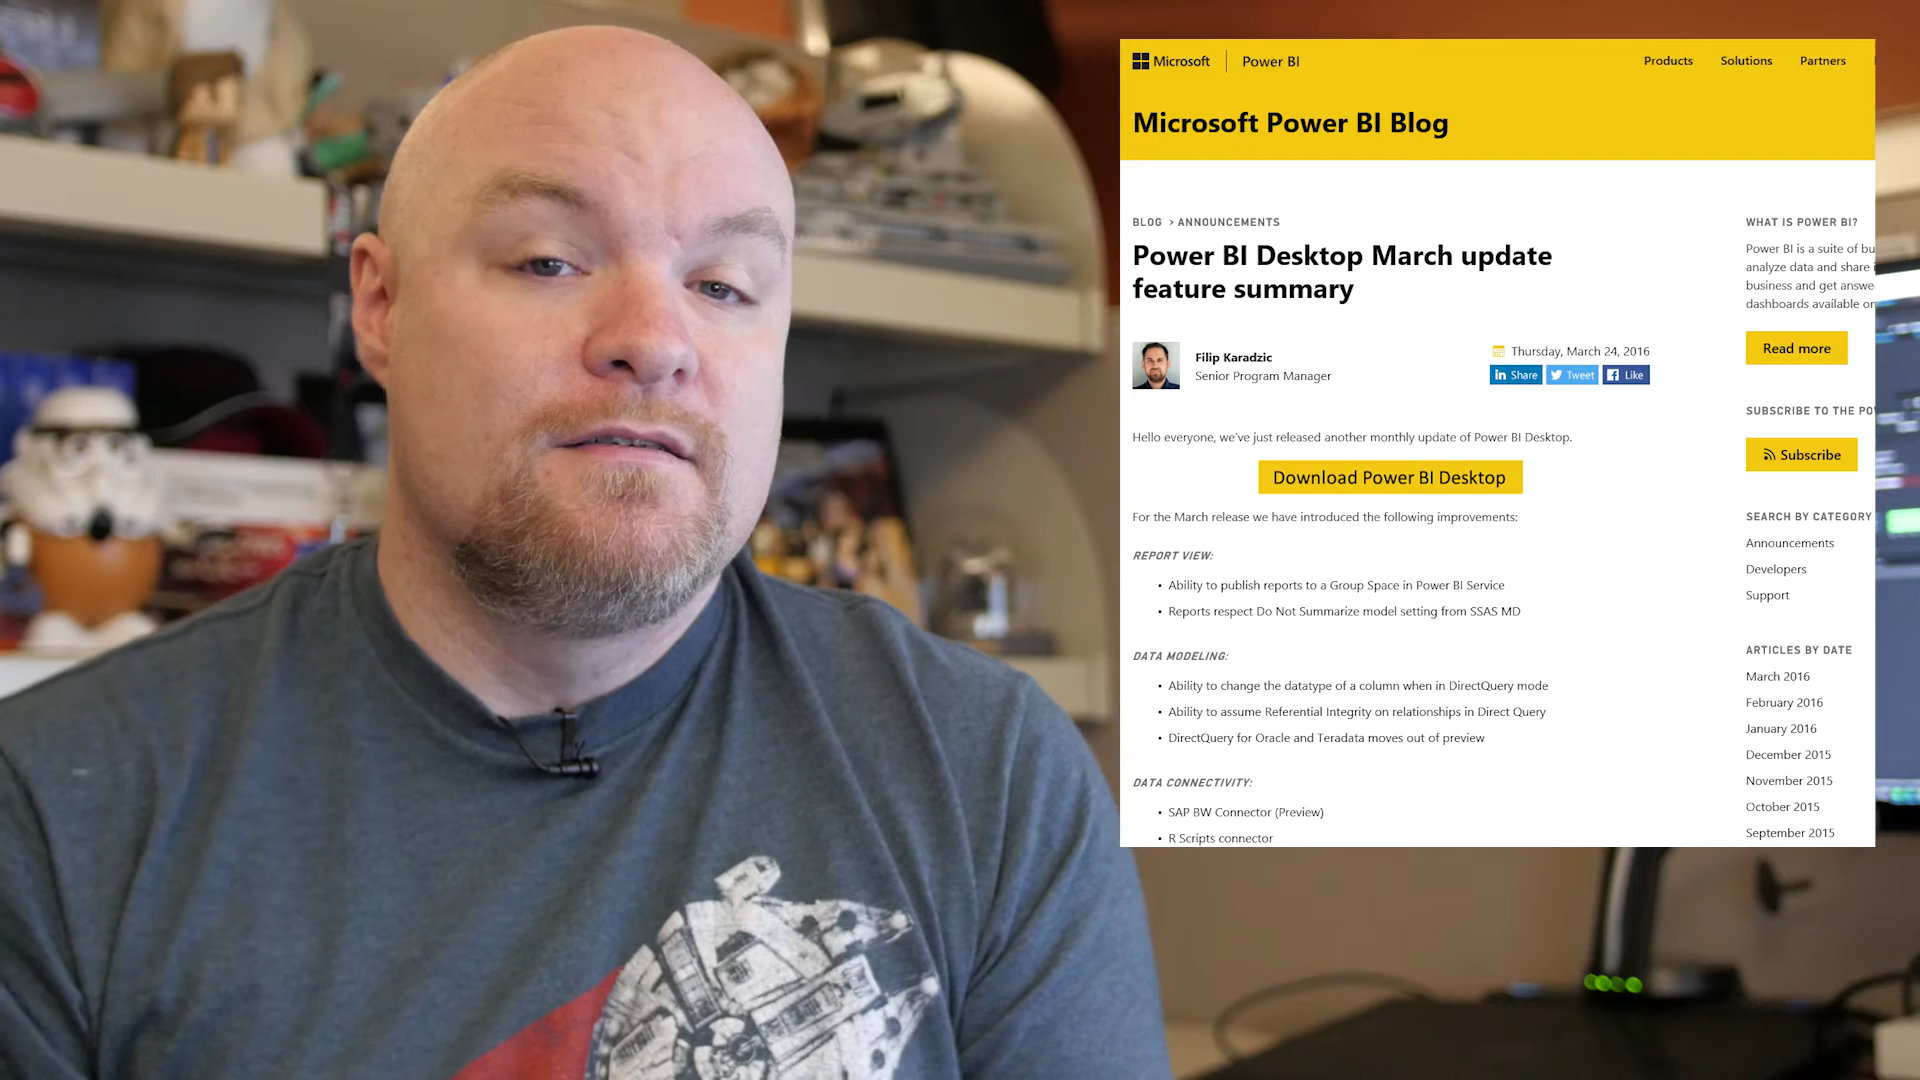 Microsoft | Power BI
Products Solutions Partners
Microsoft Power BI Blog
BLOG > ANNOUNCEMENTS
Power BI Desktop March update
feature summary
Filip Karadzic
Senior Program Manager
Thursday, March 24, 2016
in Share Tweet Like
Hello everyone, we've just released another monthly update of Power BI Desktop.
Download Power BI Desktop
For the March release we have introduced the following improvements:
REPORT VIEW:
• Ability to publish reports to a Group Space in Power BI Service
• Reports respect Do Not Summarize model setting from SSAS MD
DATA MODELING:
• Ability to change the datatype of a column when in DirectQuery mode
• Ability to assume Referential Integrity on relationships in Direct Query
• DirectQuery for Oracle and Teradata moves out of preview
DATA CONNECTIVITY:
• SAP BW Connector (Preview)
• R Scripts connector
WHAT IS POWER BI?
Power BI is a suite of bu
analyze data and share
business and get answe
dashboards available on
Read more
SUBSCRIBE TO THE PO
Subscribe
SEARCH BY CATEGORY
Announcements
Developers
Support
ARTICLES BY DATE
March 2016
February 2016
January 2016
December 2015
November 2015
October 2015
September 2015